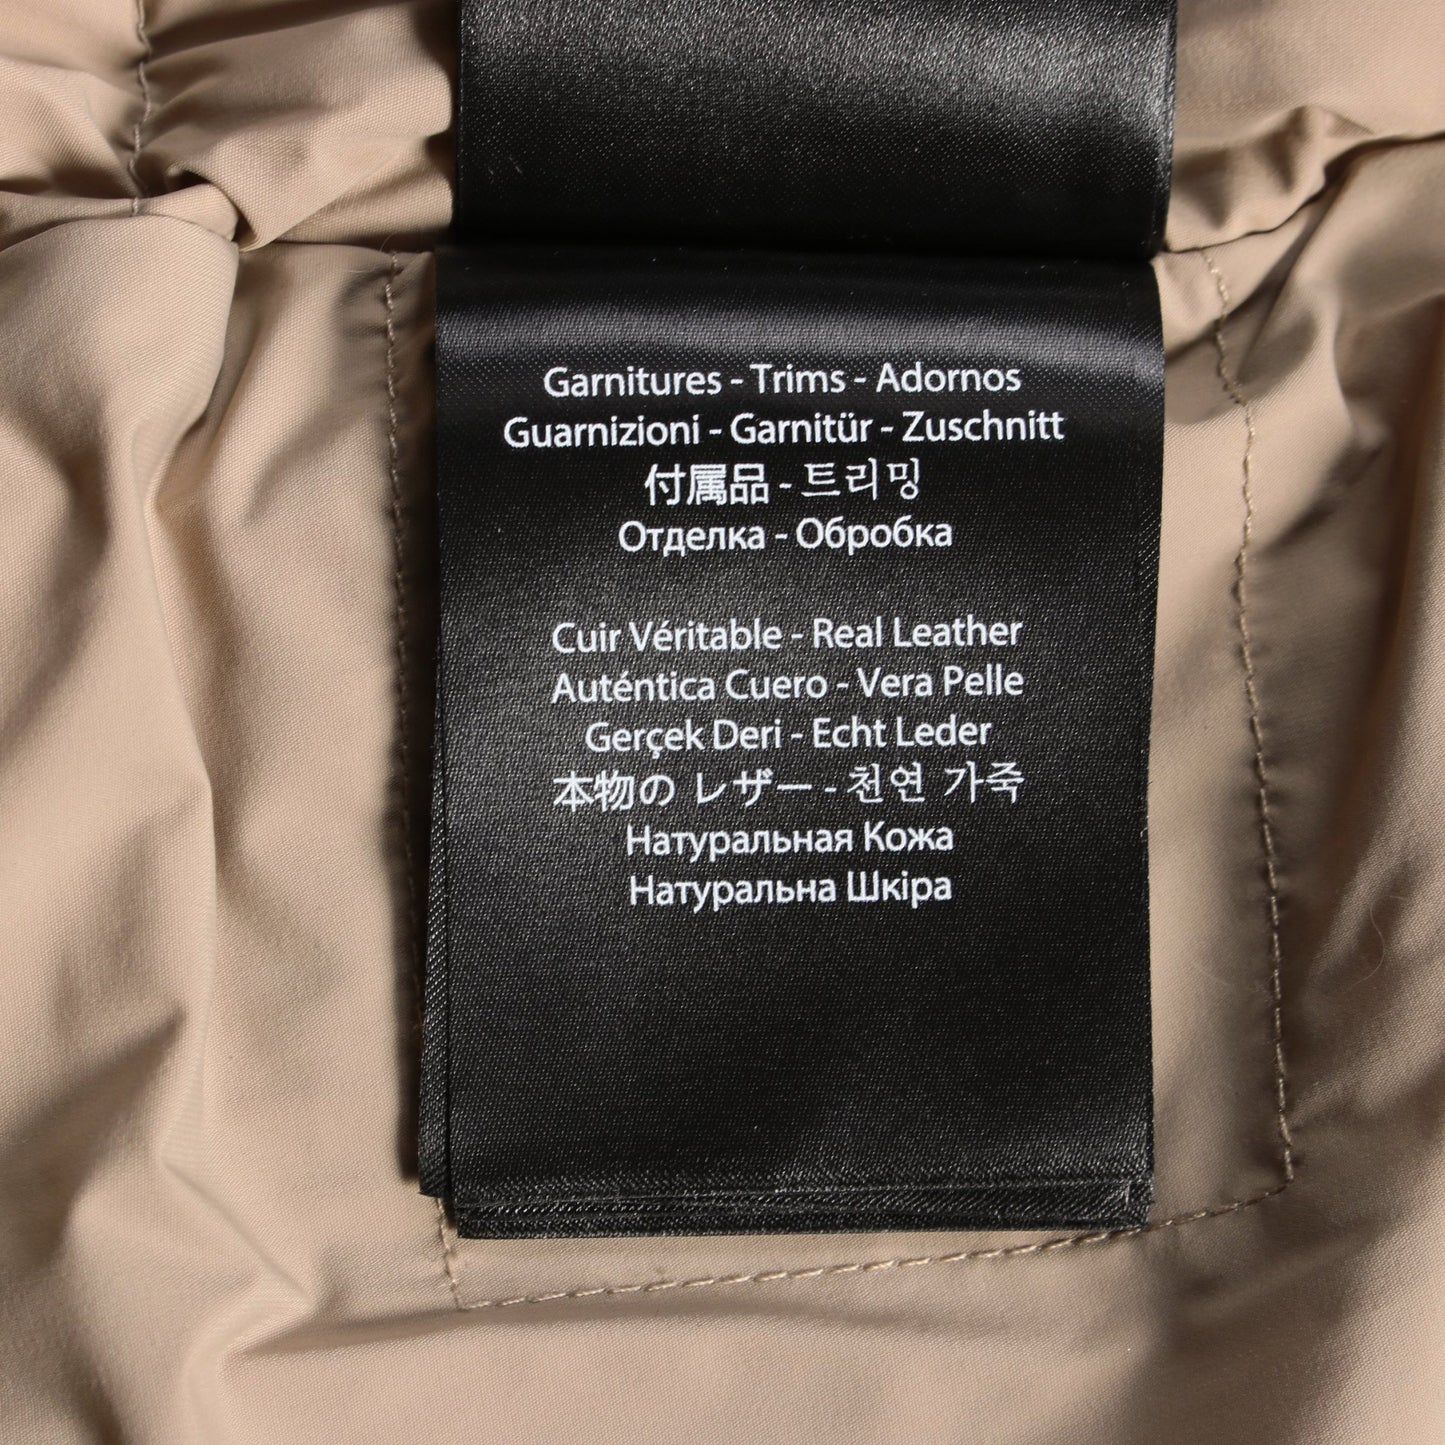 Garnitures - Trims - Adornos
Guarnizioni - Garnitür - Zuschnitt
付属品 - 트리밍
Отделка - Обробка
Cuir Véritable - Real Leather
Auténtica Cuero - Vera Pelle
Gerçek Deri - Echt Leder
本物の レザー - 천연 가죽
Натуральная Кожа
Натуральна Шкіра